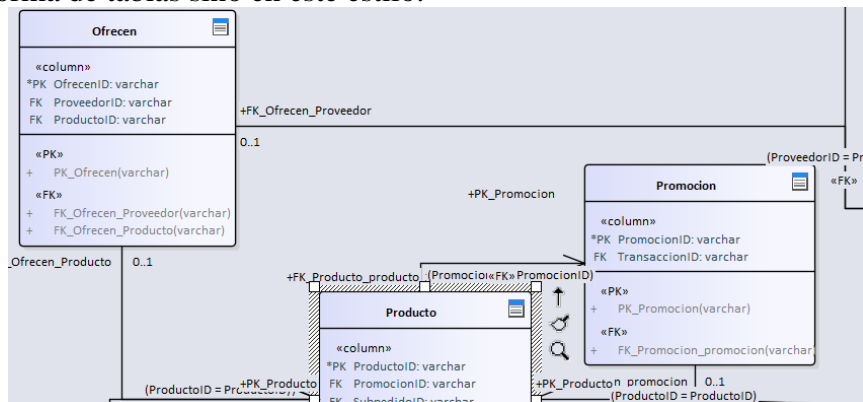 Ofrecen
«column»
*PK OfrecenID: varchar
FK ProveedorID: varchar
FK ProductoID: varchar
«PK»
+ PK_Ofrecen(varchar)
«FK»
+ FK_Ofrecen_Proveedor(varchar)
+ FK_Ofrecen_Producto(varchar)
+FK_Ofrecen_Proveedor
0..1
(ProveedorID = Pr
«FK»
+PK_Promocion
Promocion
«column»
*PK PromocionID: varchar
FK TransaccionID: varchar
«PK»
+ PK_Promocion(varchar)
«FK»
+ FK_Promocion_promocion(varchar
_Ofrecen_Producto
0..1
+FK_Producto_producto
«FK»
PromocionID)
Producto
«column»
*PK ProductoID: varchar
FK PromocionID: varchar
+PK_Producto
(ProductoID =
+PK_Producto
promocion
0..1
(ProductoID = ProductoID)